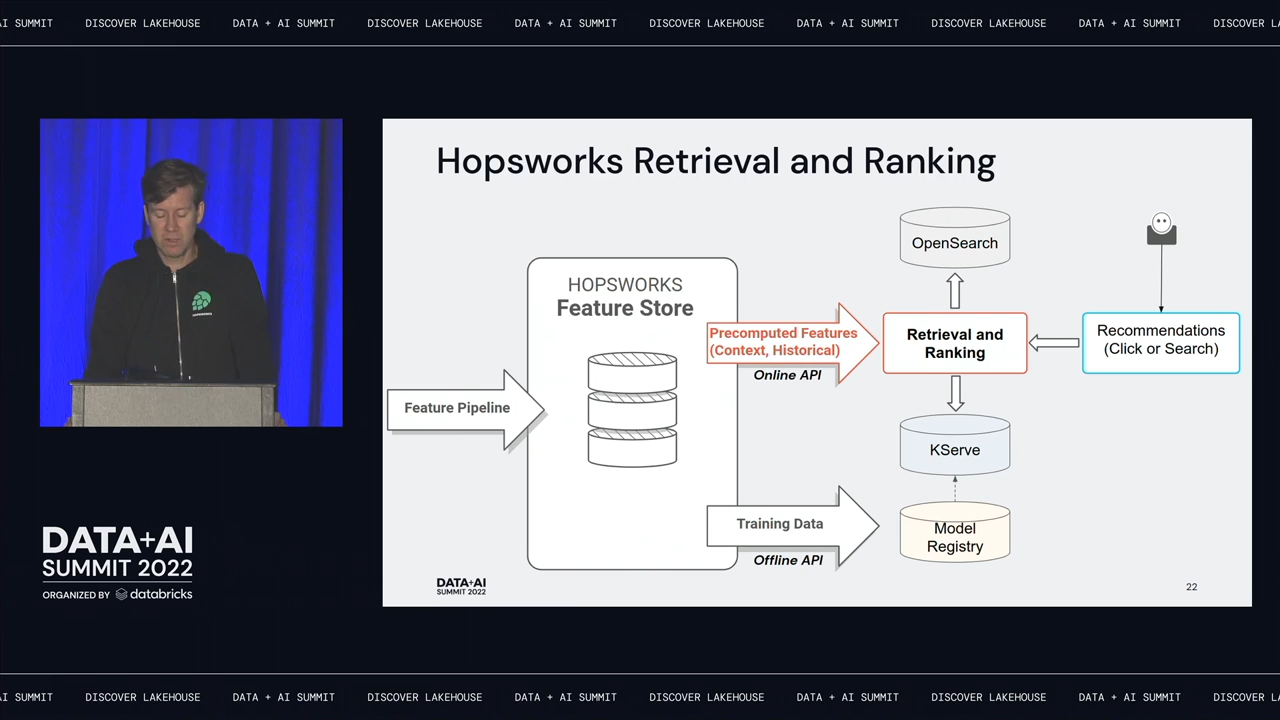 AI SUMMIT DISCOVER LAKEHOUSE DATA + AI SUMMIT DISCOVER LAKEHOUSE DATA + AI SUMMIT DISCOVER LAKEHOUSE DATA + AI SUMMIT DISCOVER LAKEHOUSE DATA + AI SUMMIT DISCOVER
Hopsworks Retrieval and Ranking
OpenSearch
HOPSWORKS
Feature Store
Precomputed Features
(Context, Historical)
Online API
Retrieval and
Ranking
Recommendations
(Click or Search)
Feature Pipeline
KServe
Training Data
Offline API
Model
Registry
DATA+AI
SUMMIT 2022
22
DATA+AI
SUMMIT 2022
ORGANIZED BY databricks
AI SUMMIT DISCOVER LAKEHOUSE DATA + AI SUMMIT DISCOVER LAKEHOUSE DATA + AI SUMMIT DISCOVER LAKEHOUSE DATA + AI SUMMIT DISCOVER LAKEHOUSE DATA + AI SUMMIT DISCOVER